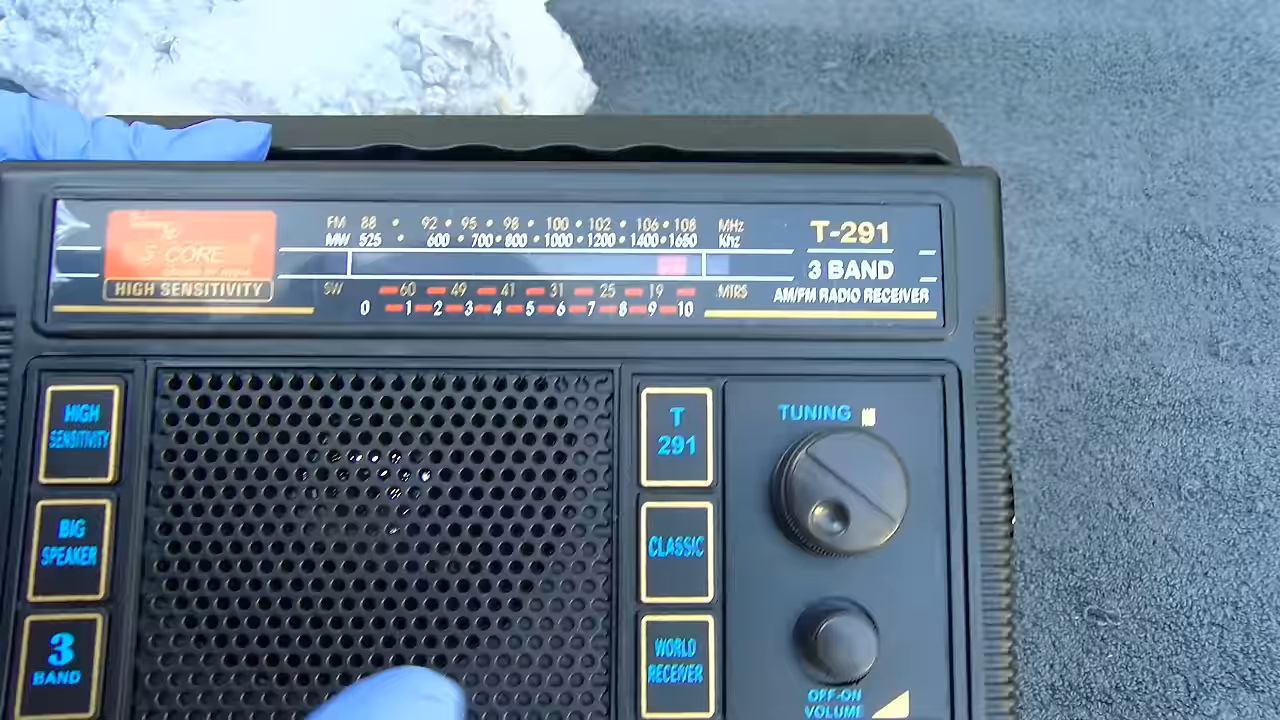 5 CORE
HIGH SENSITIVITY
FM 88 • 92 • 95 • 98 • 100 • 102 • 106 • 108 MHz
MW 525 • 600 • 700 • 800 • 1000 • 1200 • 1400 • 1650 Khz
SW 60 49 41 31 25 19 MTRS
0 1 2 3 4 5 6 7 8 9 10
T-291
3 BAND
AM/FM RADIO RECEIVER
HIGH
SENSITIVITY
BIG
SPEAKER
3
BAND
T
291
CLASSIC
WORLD
RECEIVER
TUNING
OFF-ON
VOLUME